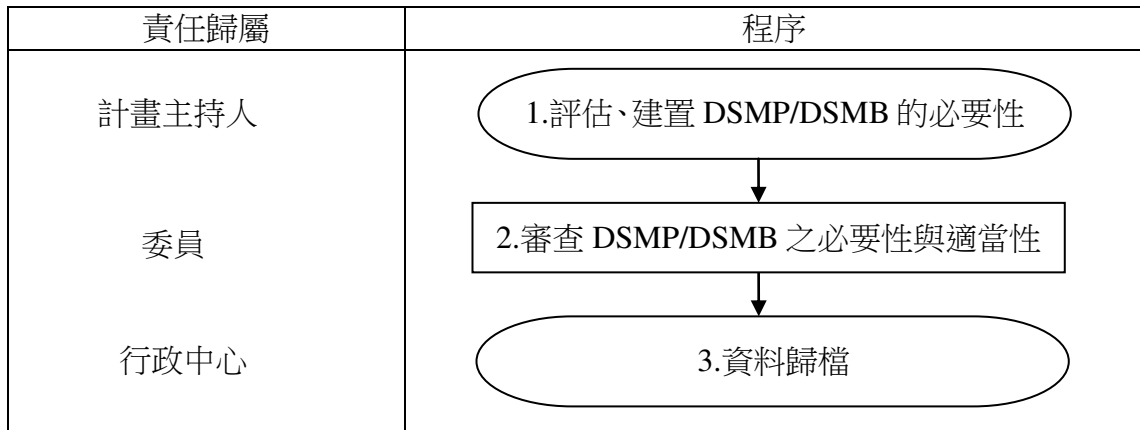 責任歸屬
程序
計畫主持人
1.評估、建置 DSMP/DSMB 的必要性
委員
2.審查 DSMP/DSMB 之必要性與適當性
行政中心
3.資料歸檔